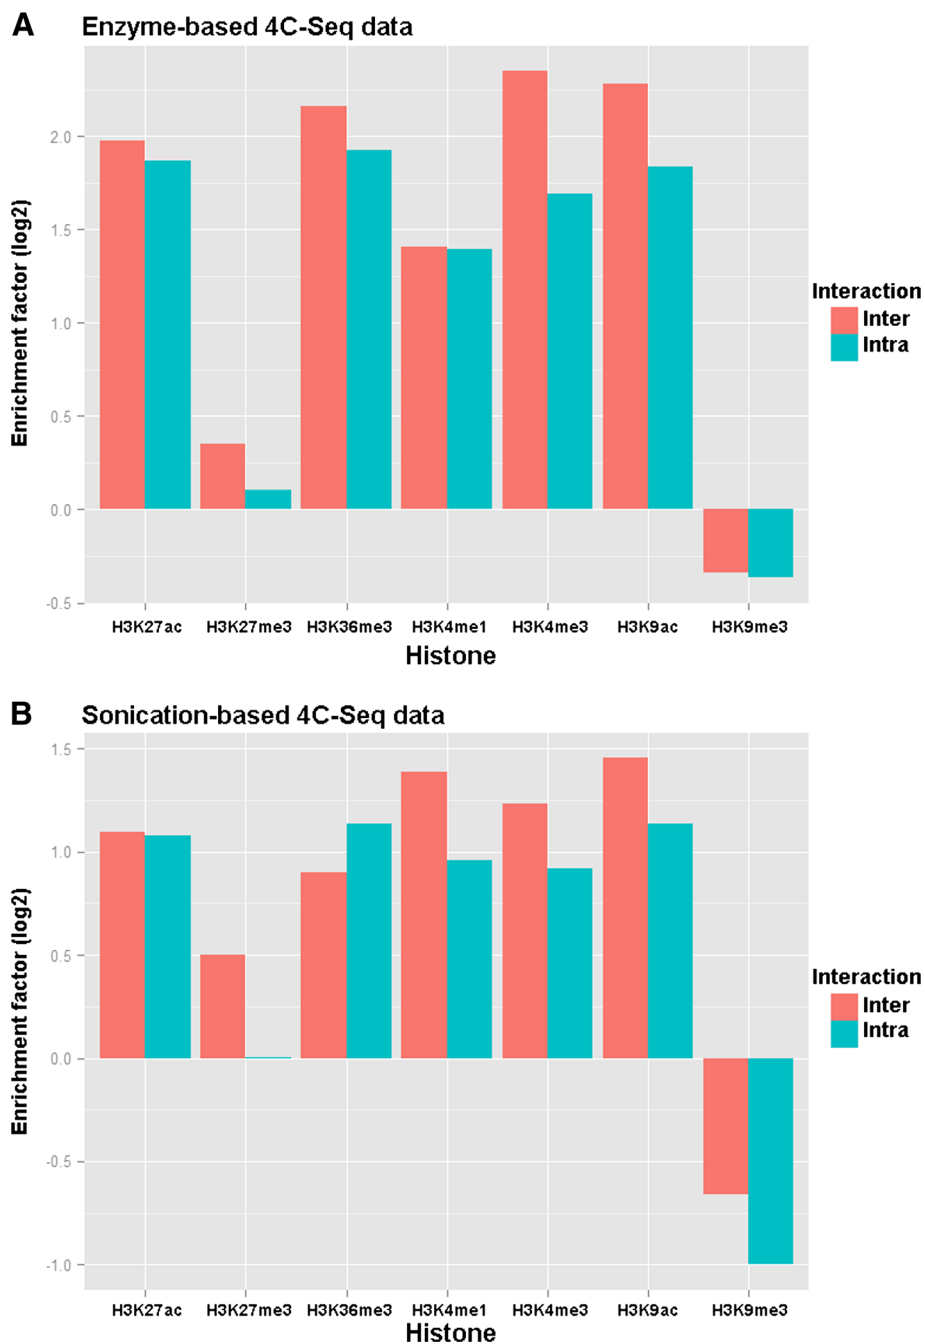 A Enzyme-based 4C-Seq data
2.0
1.5
1.0
0.5
0.0
-0.5
Enrichment factor (log2)
H3K27ac H3K27me3 H3K36me3 H3K4me1 H3K4me3 H3K9ac H3K9me3
Histone
Interaction
Inter
Intra
B Sonication-based 4C-Seq data
1.5
1.0
0.5
0.0
-0.5
-1.0
Enrichment factor (log2)
H3K27ac H3K27me3 H3K36me3 H3K4me1 H3K4me3 H3K9ac H3K9me3
Histone
Interaction
Inter
Intra